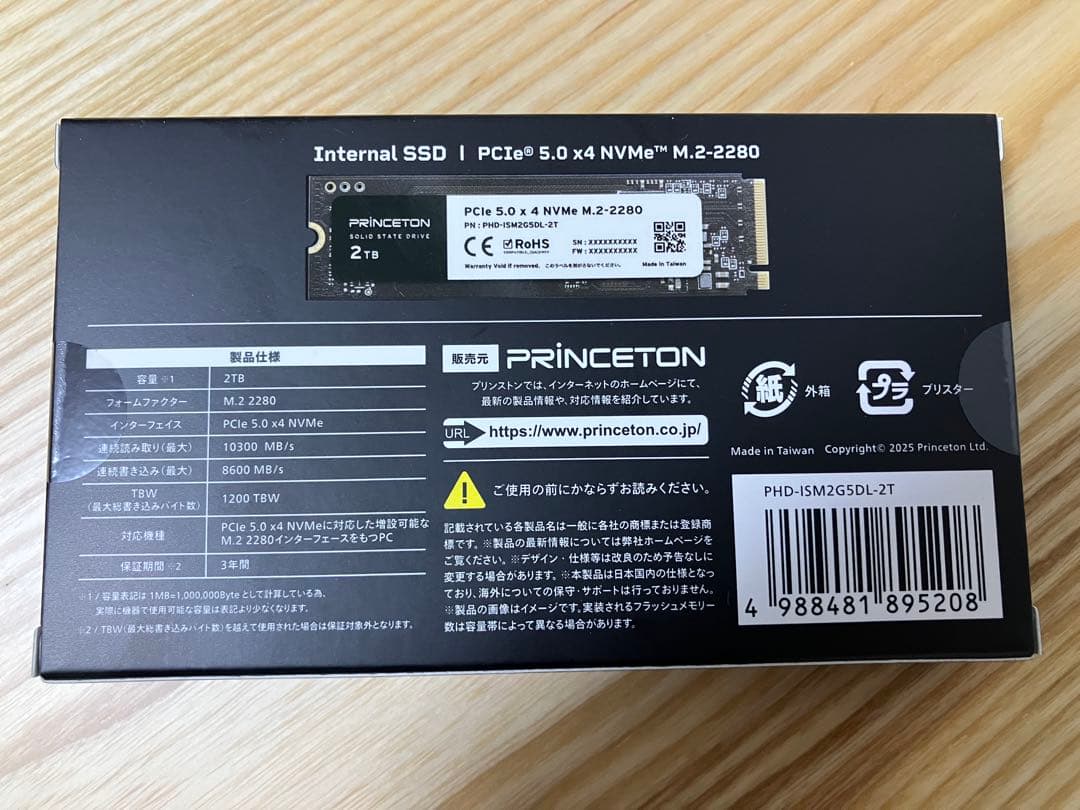 Internal SSD | PCIe® 5.0 x4 NVMe™ M.2-2280
PRINCETON
SOLID STATE DRIVE
2TB
PCIe 5.0 x 4 NVMe M.2-2280
PN : PHD-ISM2G5DL-2T
CE RoHS
SN : XXXXXXXXXX
FW : XXXXXXXXXX
Warranty Void if removed. このラベルを剥がさないでください。 Made in Taiwan
製品仕様
容量 ※1 2TB
フォームファクター M.2 2280
インターフェイス PCIe 5.0 x4 NVMe
連続読み取り(最大) 10300 MB/s
連続書き込み(最大) 8600 MB/s
TBW
(最大総書き込みバイト数) 1200 TBW
対応機種 PCIe 5.0 x4 NVMeに対応した増設可能な
M.2 2280インターフェースをもつPC
保証期間 ※2 3年間
※1 / 容量表記は 1MB=1,000,000Byte として計算している為、
実際に機器で使用可能な容量は表記より少なくなります。
※2 / TBW(最大総書き込みバイト数)を越えて使用された場合は保証対象外となります。
販売元 PRINCETON
プリンストンでは、インターネットのホームページにて、
最新の製品情報や、対応情報を紹介しています。
URL https://www.princeton.co.jp/
ご使用の前にかならずお読みください。
記載されている各製品名は一般に各社の商標または登録商
標です。※製品の最新情報については弊社ホームページを
ご覧ください。※デザイン・仕様等は改良のため予告なしに
変更する場合があります。※本製品は日本国内の仕様となっ
ており、海外についての保守・サポートは行っておりません。
※製品の画像はイメージです。実装されるフラッシュメモリー
数は容量帯によって異なる場合があります。
紙 外箱
プラ ブリスター
Made in Taiwan Copyright© 2025 Princeton Ltd.
PHD-ISM2G5DL-2T
4 988481 895208